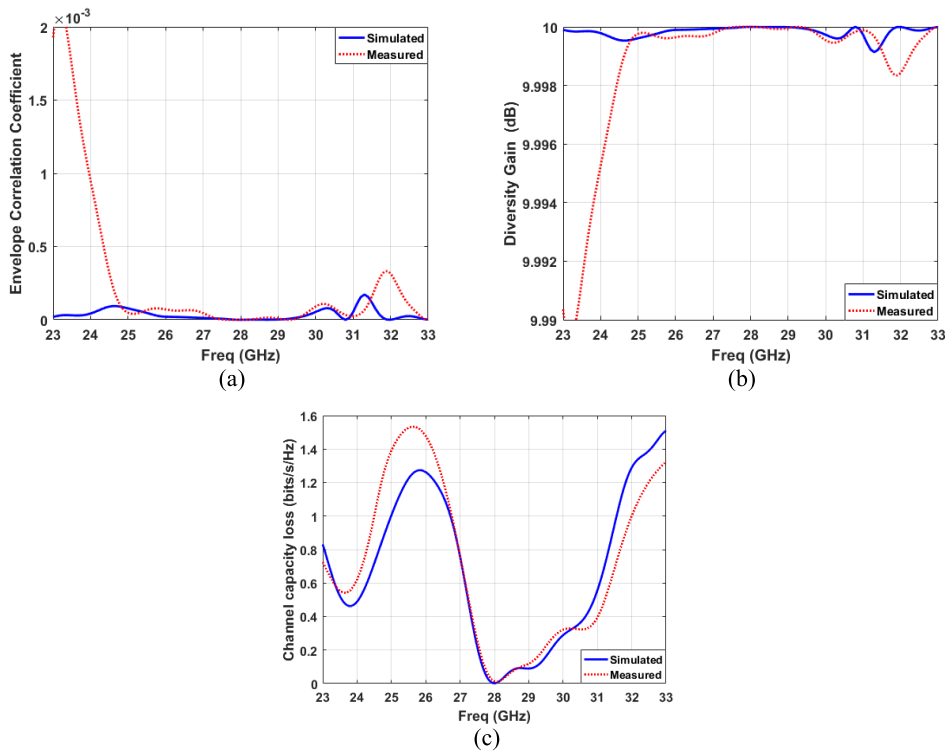 ×10⁻³
2
1.5
1
0.5
0
Envelope Correlation Coefficient
Simulated
Measured
23 24 25 26 27 28 29 30 31 32 33
Freq (GHz)
(a)
10
9.998
9.996
9.994
9.992
9.99
Diversity Gain (dB)
Simulated
Measured
23 24 25 26 27 28 29 30 31 32 33
Freq (GHz)
(b)
1.6
1.4
1.2
1
0.8
0.6
0.4
0.2
0
Channel capacity loss (bits/s/Hz)
Simulated
Measured
23 24 25 26 27 28 29 30 31 32 33
Freq (GHz)
(c)